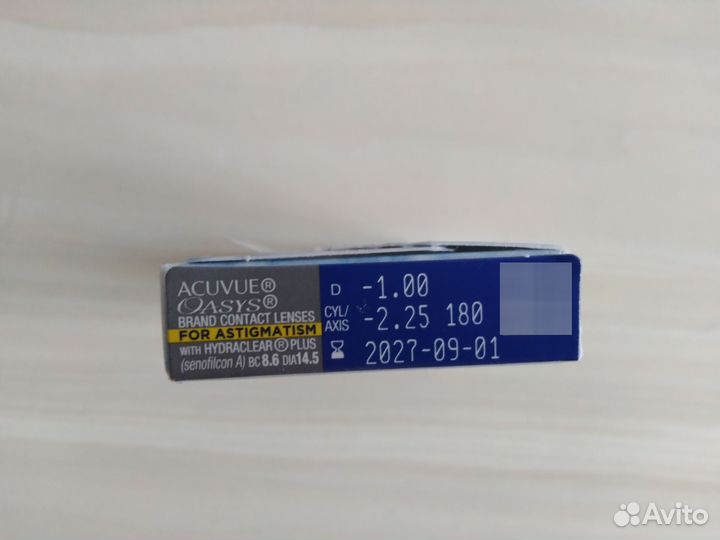 ACUVUE®
OASYS®
BRAND CONTACT LENSES
FOR ASTIGMATISM
WITH HYDRACLEAR® PLUS
(senofilcon A) BC 8.6 DIA 14.5
D -1.00
CYL/AXIS -2.25 180
2027-09-01
Avito